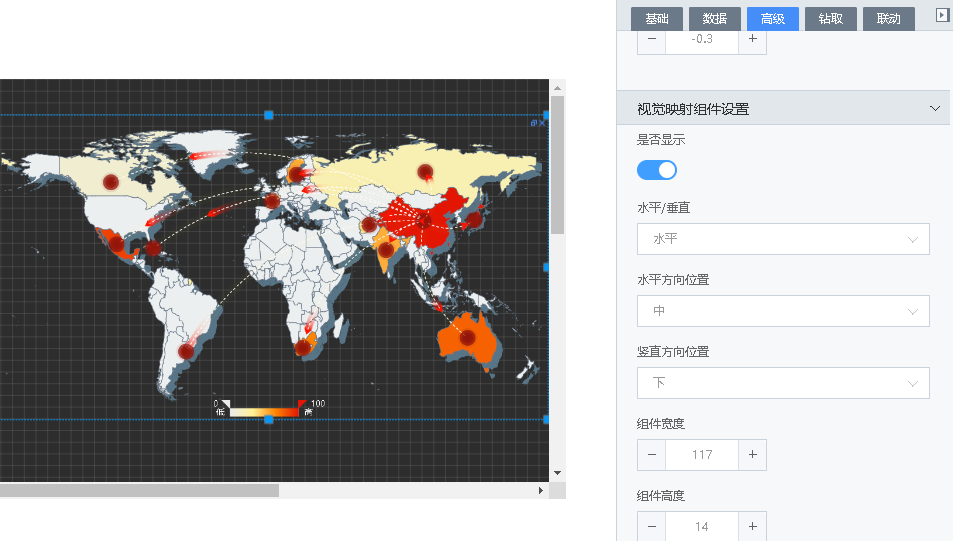 基础 数据 高级 钻取 联动
− -0.3 +
视觉映射组件设置
是否显示
水平/垂直
水平
水平方向位置
中
竖直方向位置
下
组件宽度
− 117 +
组件高度
− 14 +
0 100
低 高